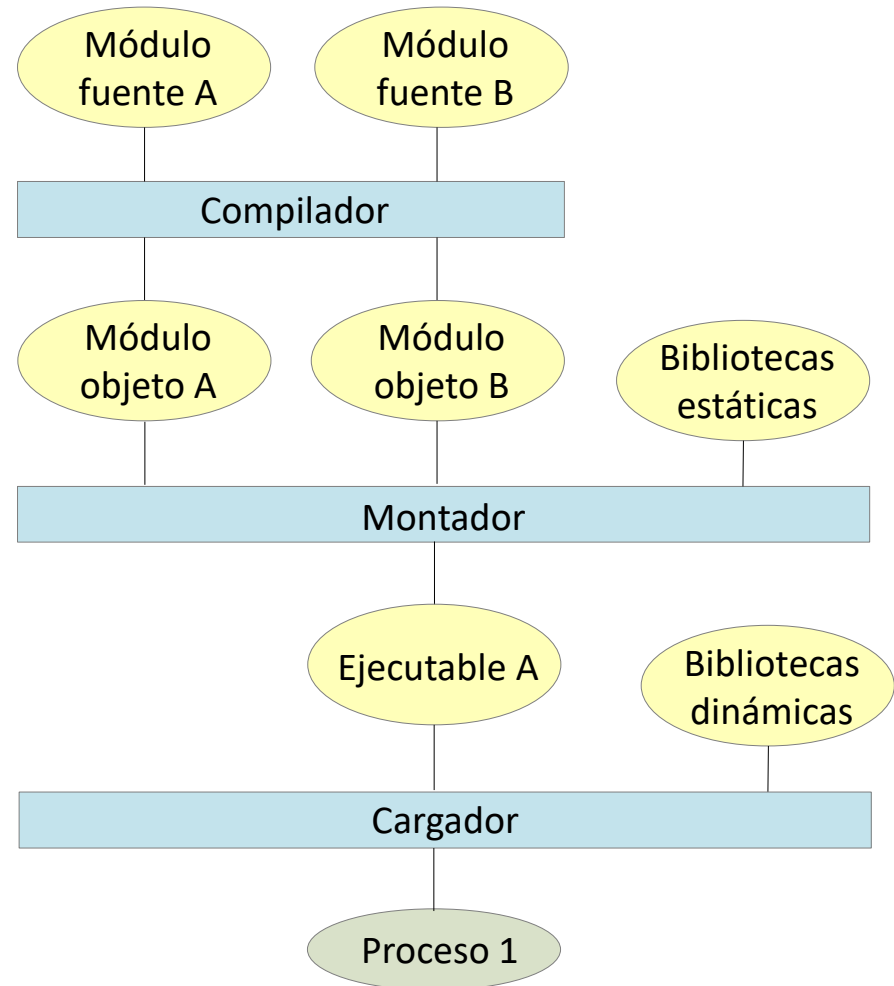 Módulo
fuente A
Módulo
fuente B
Compilador
Módulo
objeto A
Módulo
objeto B
Bibliotecas
estáticas
Montador
Ejecutable A
Bibliotecas
dinámicas
Cargador
Proceso 1